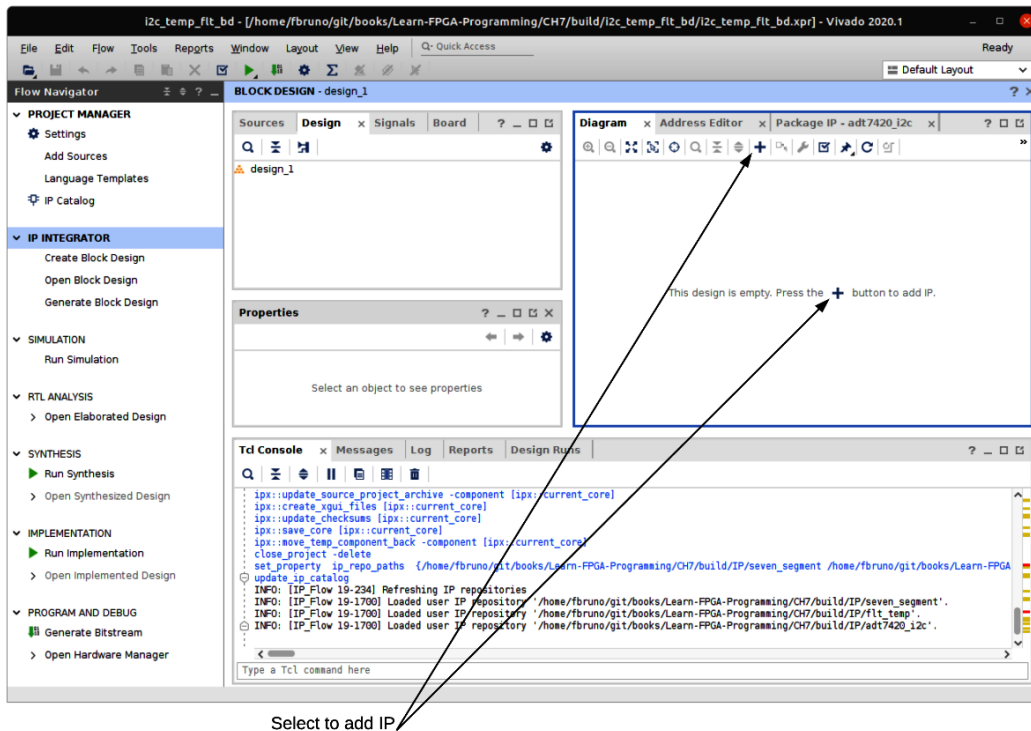 i2c_temp_flt_bd - [/home/fbruno/git/books/Learn-FPGA-Programming/CH7/build/i2c_temp_flt_bd/i2c_temp_flt_bd.xpr] - Vivado 2020.1
File Edit Flow Tools Reports Window Layout View Help Q- Quick Access Ready
Default Layout
Flow Navigator
PROJECT MANAGER
Settings
Add Sources
Language Templates
IP Catalog
IP INTEGRATOR
Create Block Design
Open Block Design
Generate Block Design
SIMULATION
Run Simulation
RTL ANALYSIS
Open Elaborated Design
SYNTHESIS
Run Synthesis
Open Synthesized Design
IMPLEMENTATION
Run Implementation
Open Implemented Design
PROGRAM AND DEBUG
Generate Bitstream
Open Hardware Manager
BLOCK DESIGN - design_1
Sources Design Signals Board
design_1
Properties
Select an object to see properties
Diagram Address Editor Package IP - adt7420_i2c
This design is empty. Press the + button to add IP.
Tcl Console Messages Log Reports Design Runs
ipx::update_source_project_archive -component [ipx::current_core]
ipx::create_xgui_files [ipx::current_core]
ipx::update_checksums [ipx::current_core]
ipx::save_core [ipx::current_core]
ipx::move_temp_component_back -component [ipx::current_core]
close_project -delete
set_property ip_repo_paths {/home/fbruno/git/books/Learn-FPGA-Programming/CH7/build/IP/seven_segment /home/fbruno/git/books/Learn-FPGA
update_ip_catalog
INFO: [IP_Flow 19-234] Refreshing IP repositories
INFO: [IP_Flow 19-1700] Loaded user IP repository '/home/fbruno/git/books/Learn-FPGA-Programming/CH7/build/IP/seven_segment'.
INFO: [IP_Flow 19-1700] Loaded user IP repository '/home/fbruno/git/books/Learn-FPGA-Programming/CH7/build/IP/flt_temp'.
INFO: [IP_Flow 19-1700] Loaded user IP repository '/home/fbruno/git/books/Learn-FPGA-Programming/CH7/build/IP/adt7420_i2c'.
Type a Tcl command here
Select to add IP